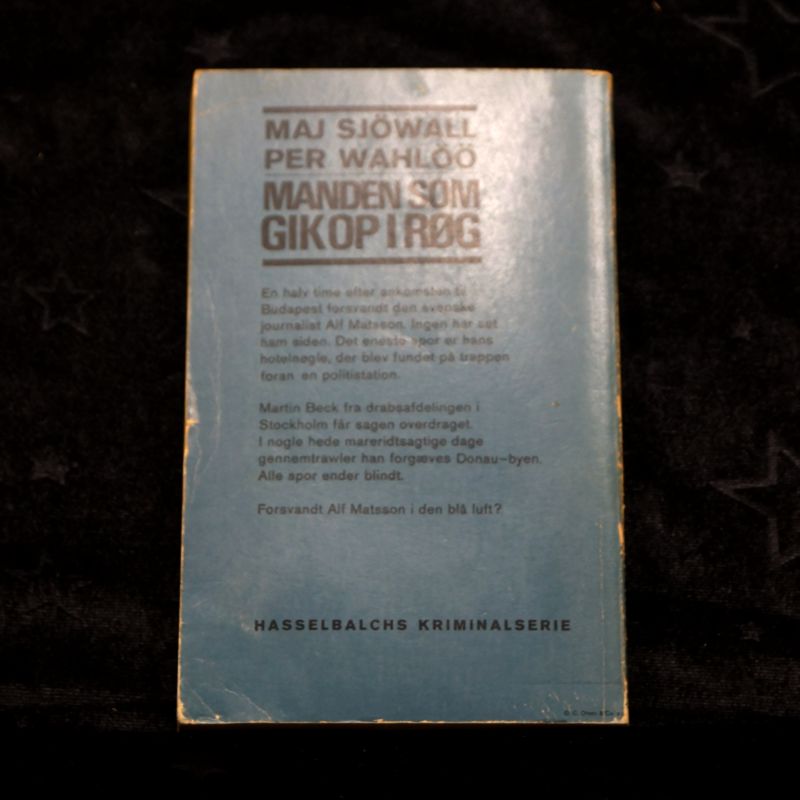 MAJ SJÖWALL
PER WAHLÖÖ
MANDEN SOM
GIK OP I RØG
En halv time efter ankomsten til
Budapest forsvandt den svenske
journalist Alf Matsson. Ingen har set
ham siden. Det eneste spor er hans
hotelnøgle, der blev fundet på trappen
foran en politistation.
Martin Beck fra drabsafdelingen i
Stockholm får sagen overdraget.
I nogle hede mareridtsagtige dage
gennemtrawler han forgæves Donau-byen.
Alle spor ender blindt.
Forsvandt Alf Matsson i den blå luft?
HASSELBALCHS KRIMINALSERIE